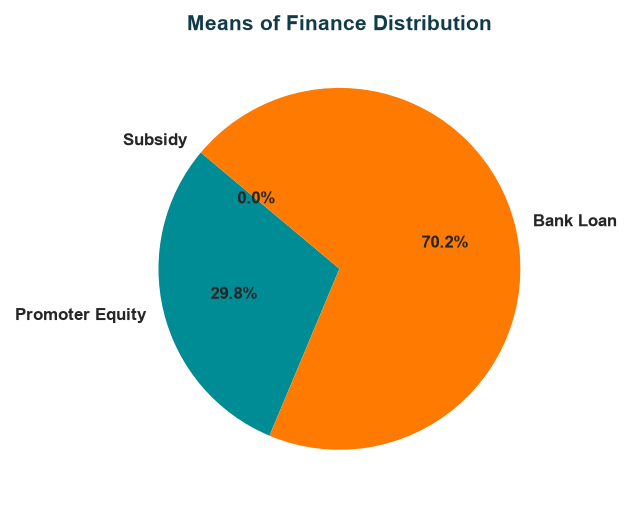 Means of Finance Distribution
Subsidy
0.0%
Bank Loan
70.2%
29.8%
Promoter Equity